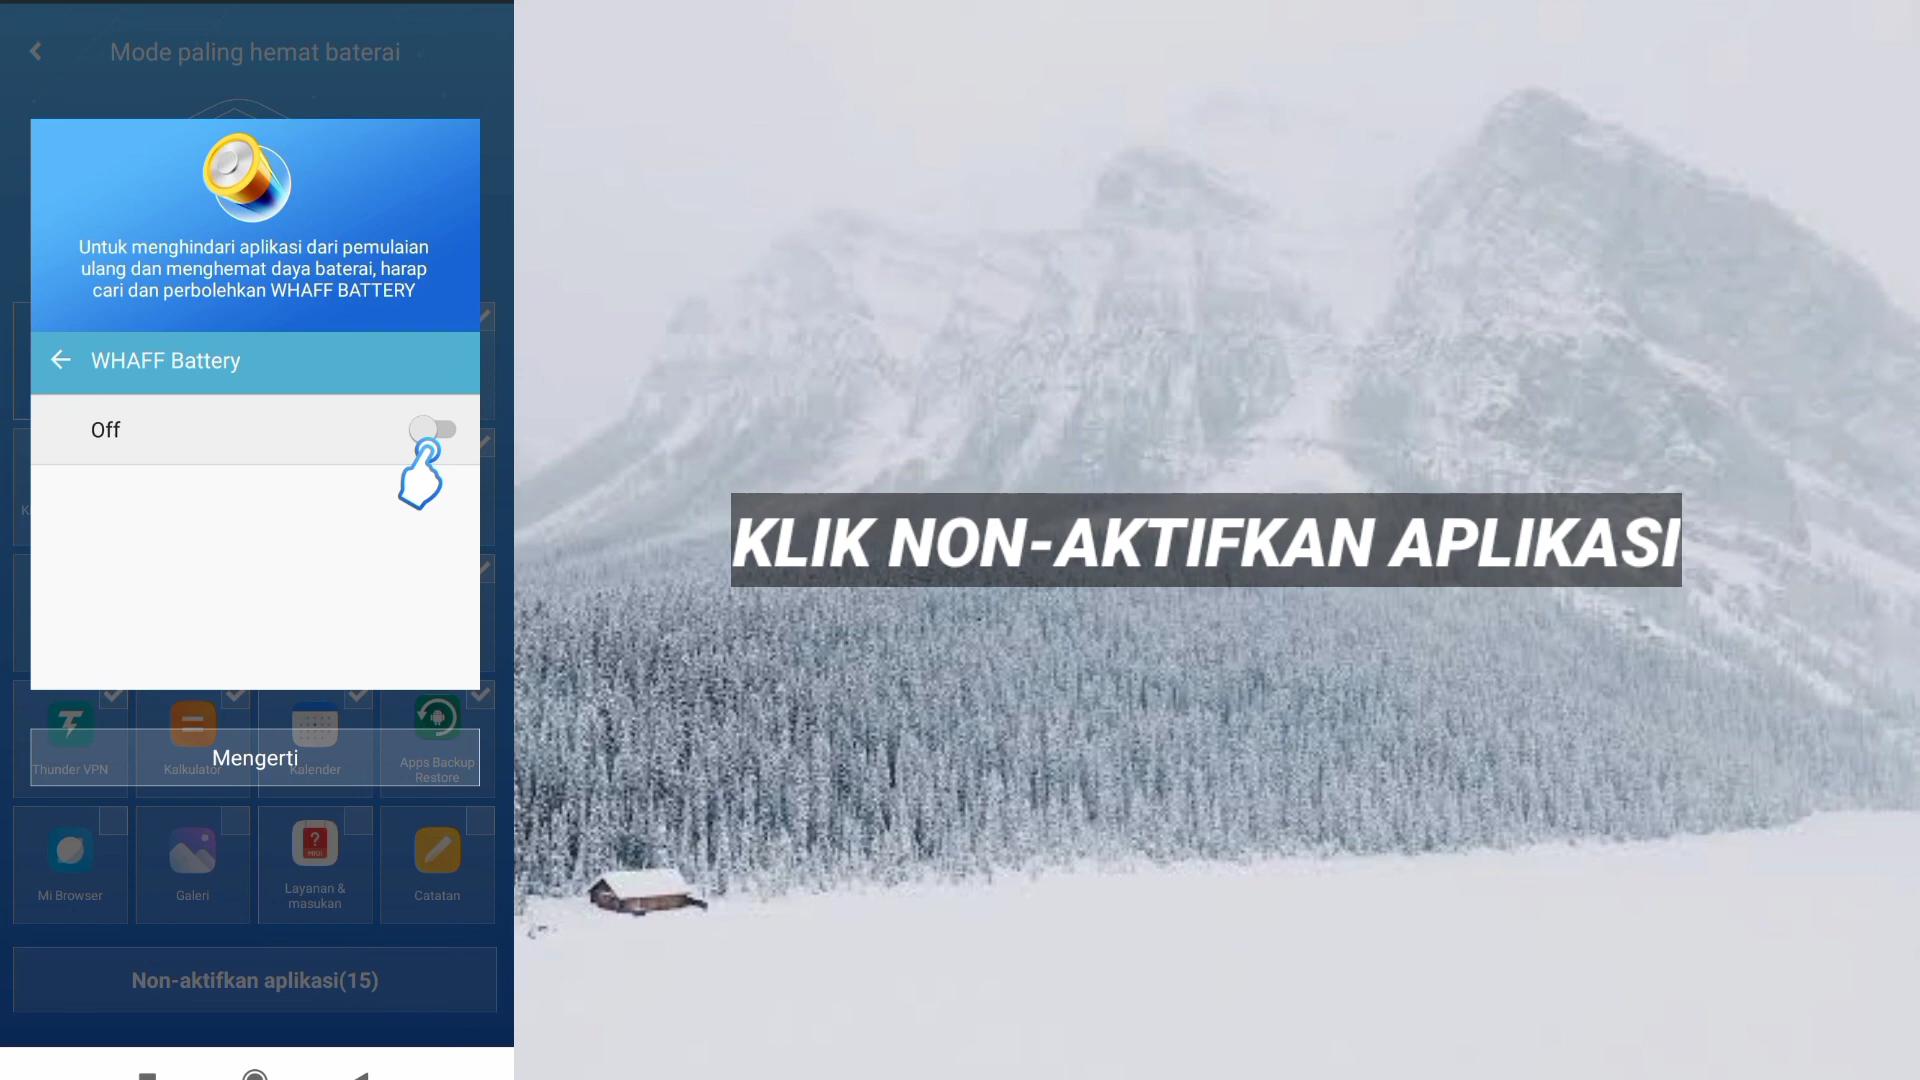 Mode paling hemat baterai
Untuk menghindari aplikasi dari pemulaian
ulang dan menghemat daya baterai, harap
cari dan perbolehkan WHAFF BATTERY
WHAFF Battery
Off
Thunder VPN
Kalkulator
Kalender
Apps Backup
Restore
Mengerti
Mi Browser
Galeri
?
MIUI
Layanan &
masukan
Catatan
Non-aktifkan aplikasi(15)
KLIK NON-AKTIFKAN APLIKASI